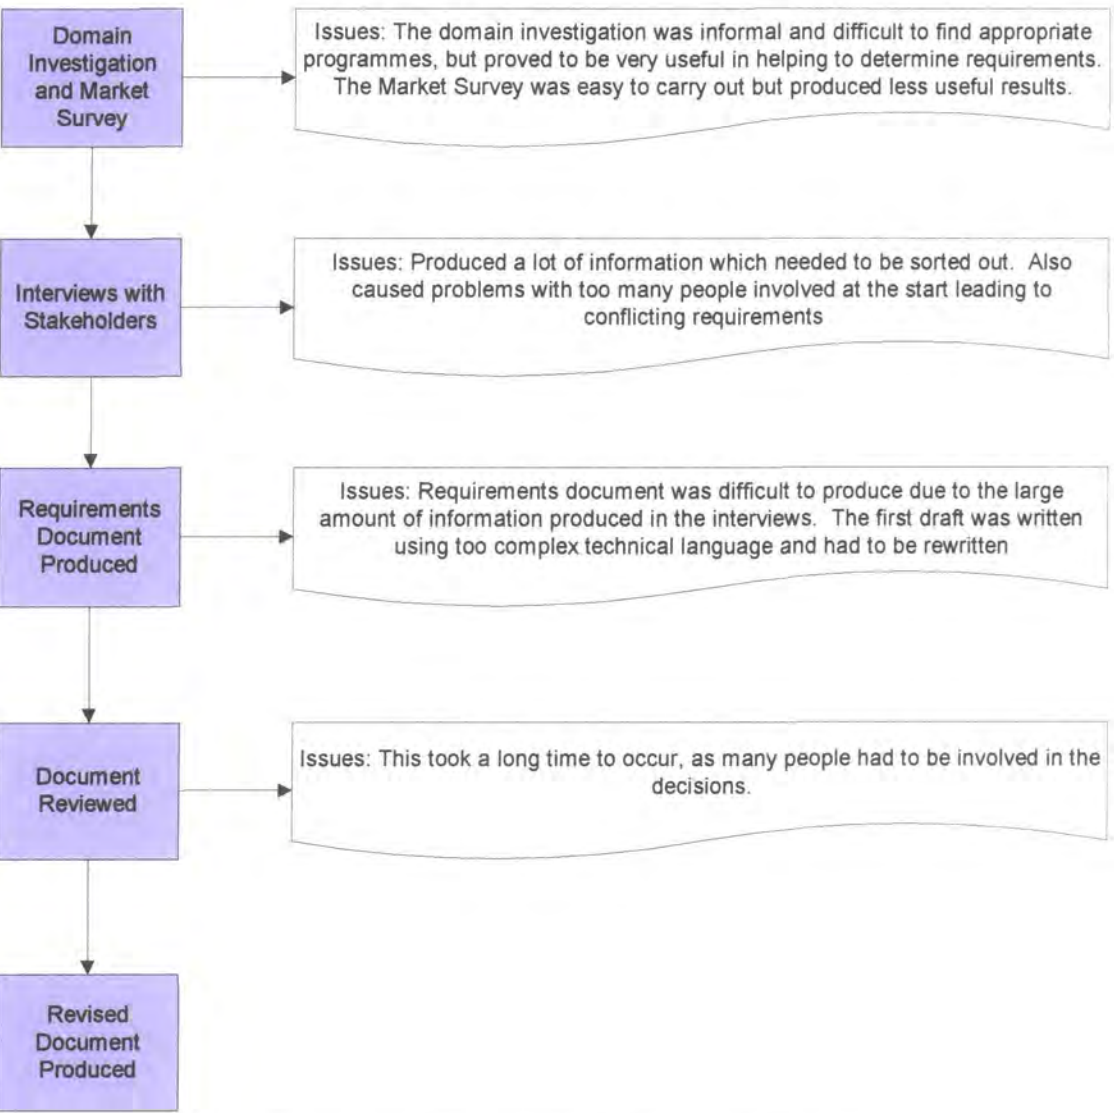 Domain
Investigation
and Market
Survey
Issues: The domain investigation was informal and difficult to find appropriate
programmes, but proved to be very useful in helping to determine requirements.
The Market Survey was easy to carry out but produced less useful results.
Interviews with
Stakeholders
Issues: Produced a lot of information which needed to be sorted out. Also
caused problems with too many people involved at the start leading to
conflicting requirements
Requirements
Document
Produced
Issues: Requirements document was difficult to produce due to the large
amount of information produced in the interviews. The first draft was written
using too complex technical language and had to be rewritten
Document
Reviewed
Issues: This took a long time to occur, as many people had to be involved in the
decisions.
Revised
Document
Produced